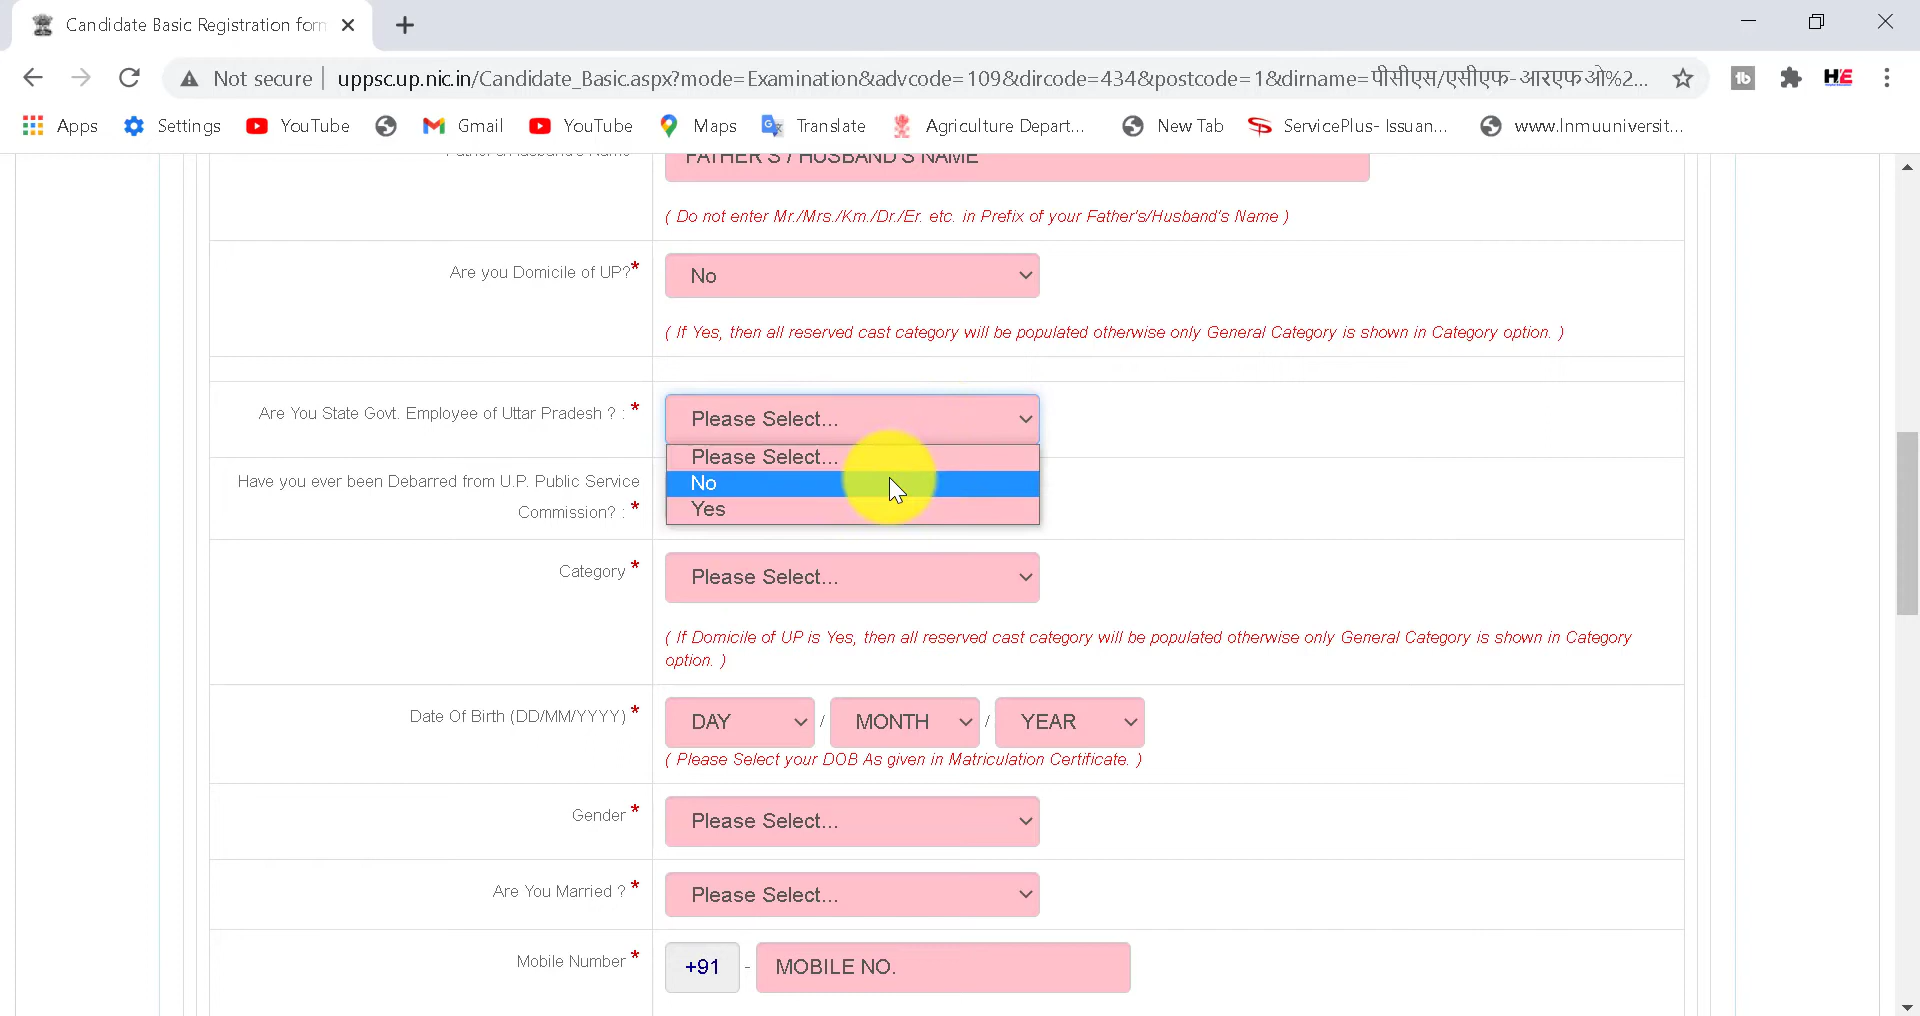 Candidate Basic Registration form
Not secure | uppsc.up.nic.in/Candidate_Basic.aspx?mode=Examination&advcode=109&dircode=434&postcode=1&dirname=पीसीएस/एसीएफ-आरएफओ%2...
Apps Settings YouTube Gmail YouTube Maps Translate Agriculture Depart... New Tab ServicePlus- Issuan... www.lnmuuniversit...
Father's/Husband's Name FATHER'S / HUSBAND'S NAME
( Do not enter Mr./Mrs./Km./Dr./Er. etc. in Prefix of your Father's/Husband's Name )
Are you Domicile of UP?* No
( If Yes, then all reserved cast category will be populated otherwise only General Category is shown in Category option. )
Are You State Govt. Employee of Uttar Pradesh ? : * Please Select...
Please Select...
No
Yes
Have you ever been Debarred from U.P. Public Service
Commission? : *
Category * Please Select...
( If Domicile of UP is Yes, then all reserved cast category will be populated otherwise only General Category is shown in Category
option. )
Date Of Birth (DD/MM/YYYY) * DAY / MONTH / YEAR
( Please Select your DOB As given in Matriculation Certificate. )
Gender * Please Select...
Are You Married ? * Please Select...
Mobile Number * +91 - MOBILE NO.